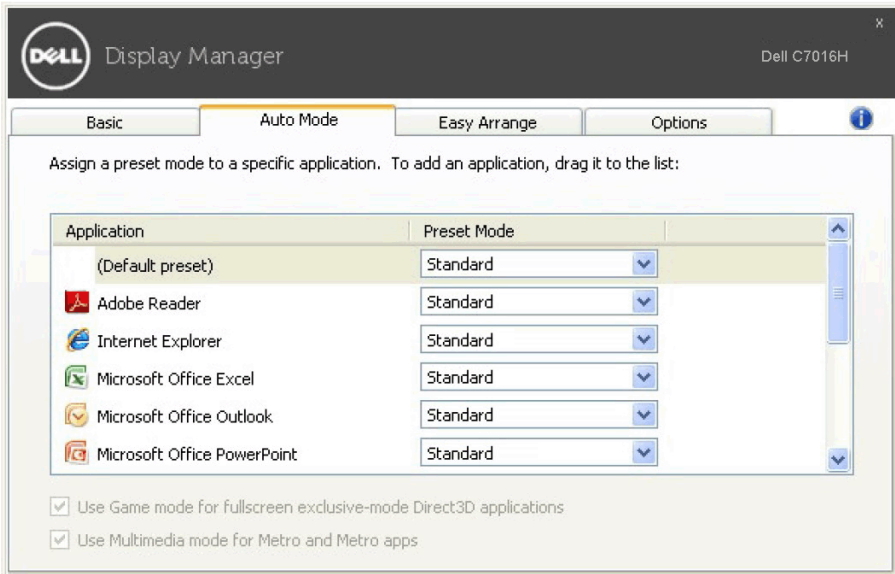 DELL Display Manager
x
Dell C7016H
Basic Auto Mode Easy Arrange Options
Assign a preset mode to a specific application. To add an application, drag it to the list:
Application Preset Mode
(Default preset) Standard
Adobe Reader Standard
Internet Explorer Standard
Microsoft Office Excel Standard
Microsoft Office Outlook Standard
Microsoft Office PowerPoint Standard
Use Game mode for fullscreen exclusive-mode Direct3D applications
Use Multimedia mode for Metro and Metro apps